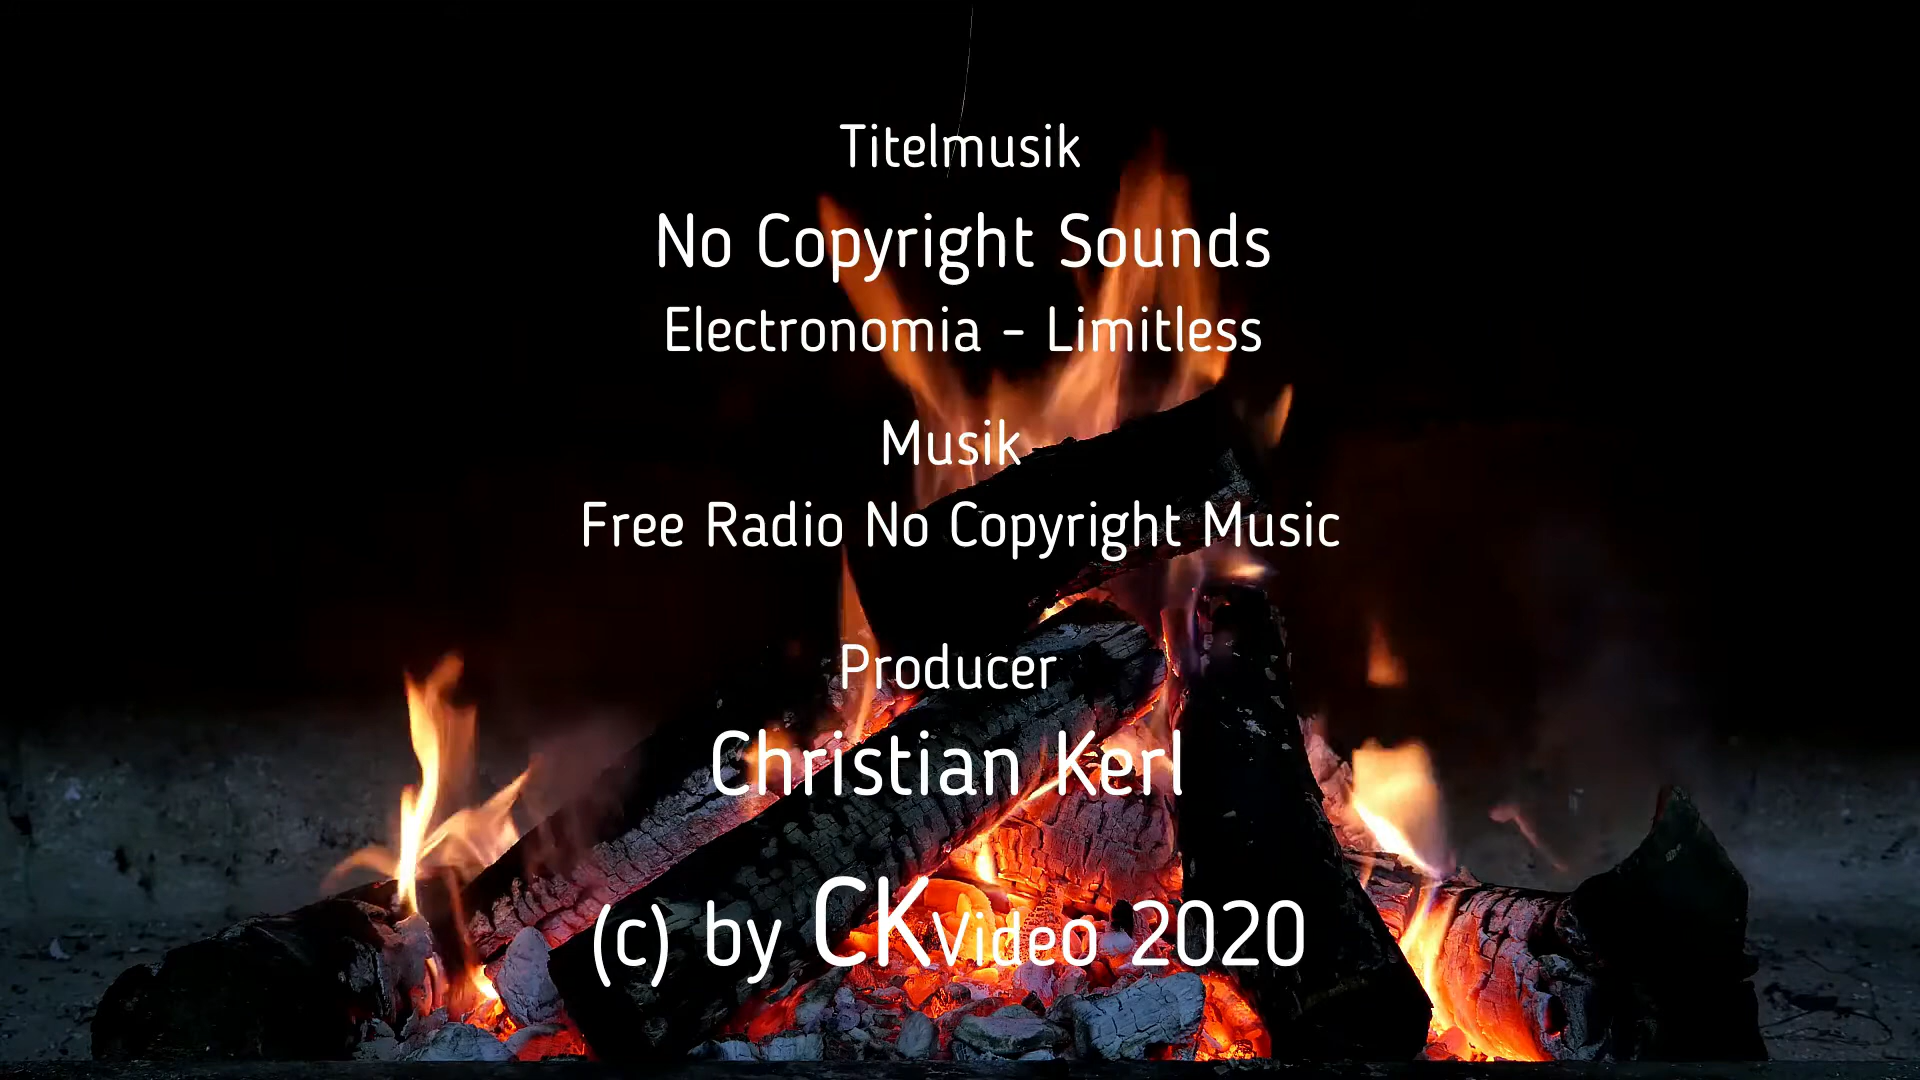 Titelmusik
No Copyright Sounds
Electronomia - Limitless
Musik
Free Radio No Copyright Music
Producer
Christian Kerl
(c) by CKVideo 2020